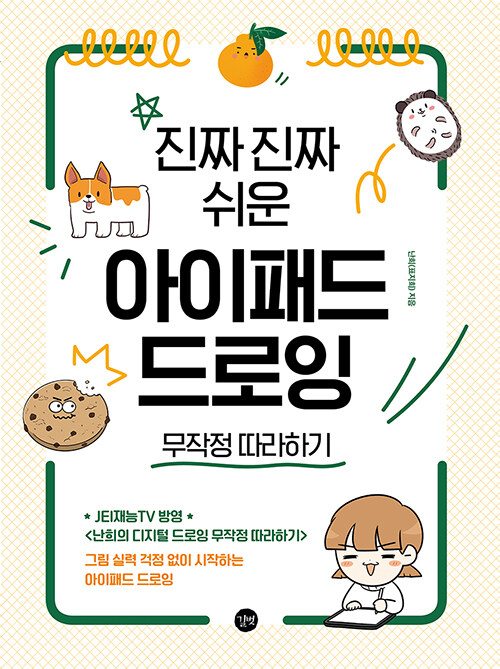 진짜 진짜
쉬운
아이패드
드로잉
난희(표지희) 지음
무작정 따라하기
* JEI재능TV 방영 *
<난희의 디지털 드로잉 무작정 따라하기>
그림 실력 걱정 없이 시작하는
아이패드 드로잉
길벗